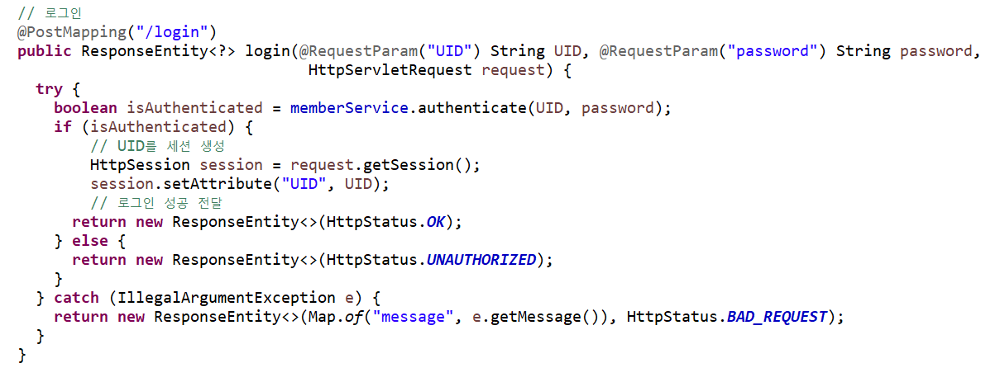 // 로그인
@PostMapping("/login")
public ResponseEntity<?> login(@RequestParam("UID") String UID, @RequestParam("password") String password,
                                HttpServletRequest request) {
  try {
    boolean isAuthenticated = memberService.authenticate(UID, password);
    if (isAuthenticated) {
        // UID를 세션 생성
        HttpSession session = request.getSession();
        session.setAttribute("UID", UID);
        // 로그인 성공 전달
      return new ResponseEntity<>(HttpStatus.OK);
    } else {
      return new ResponseEntity<>(HttpStatus.UNAUTHORIZED);
    }
  } catch (IllegalArgumentException e) {
    return new ResponseEntity<>(Map.of("message", e.getMessage()), HttpStatus.BAD_REQUEST);
  }
}